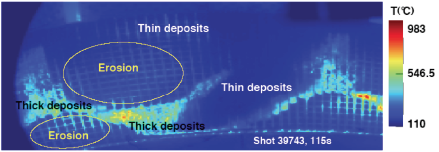 T(°C)
Thin deposits
983
Erosion
546.5
Thin deposits
Thick deposits
Thick deposits
Erosion
110
Shot 39743, 115s